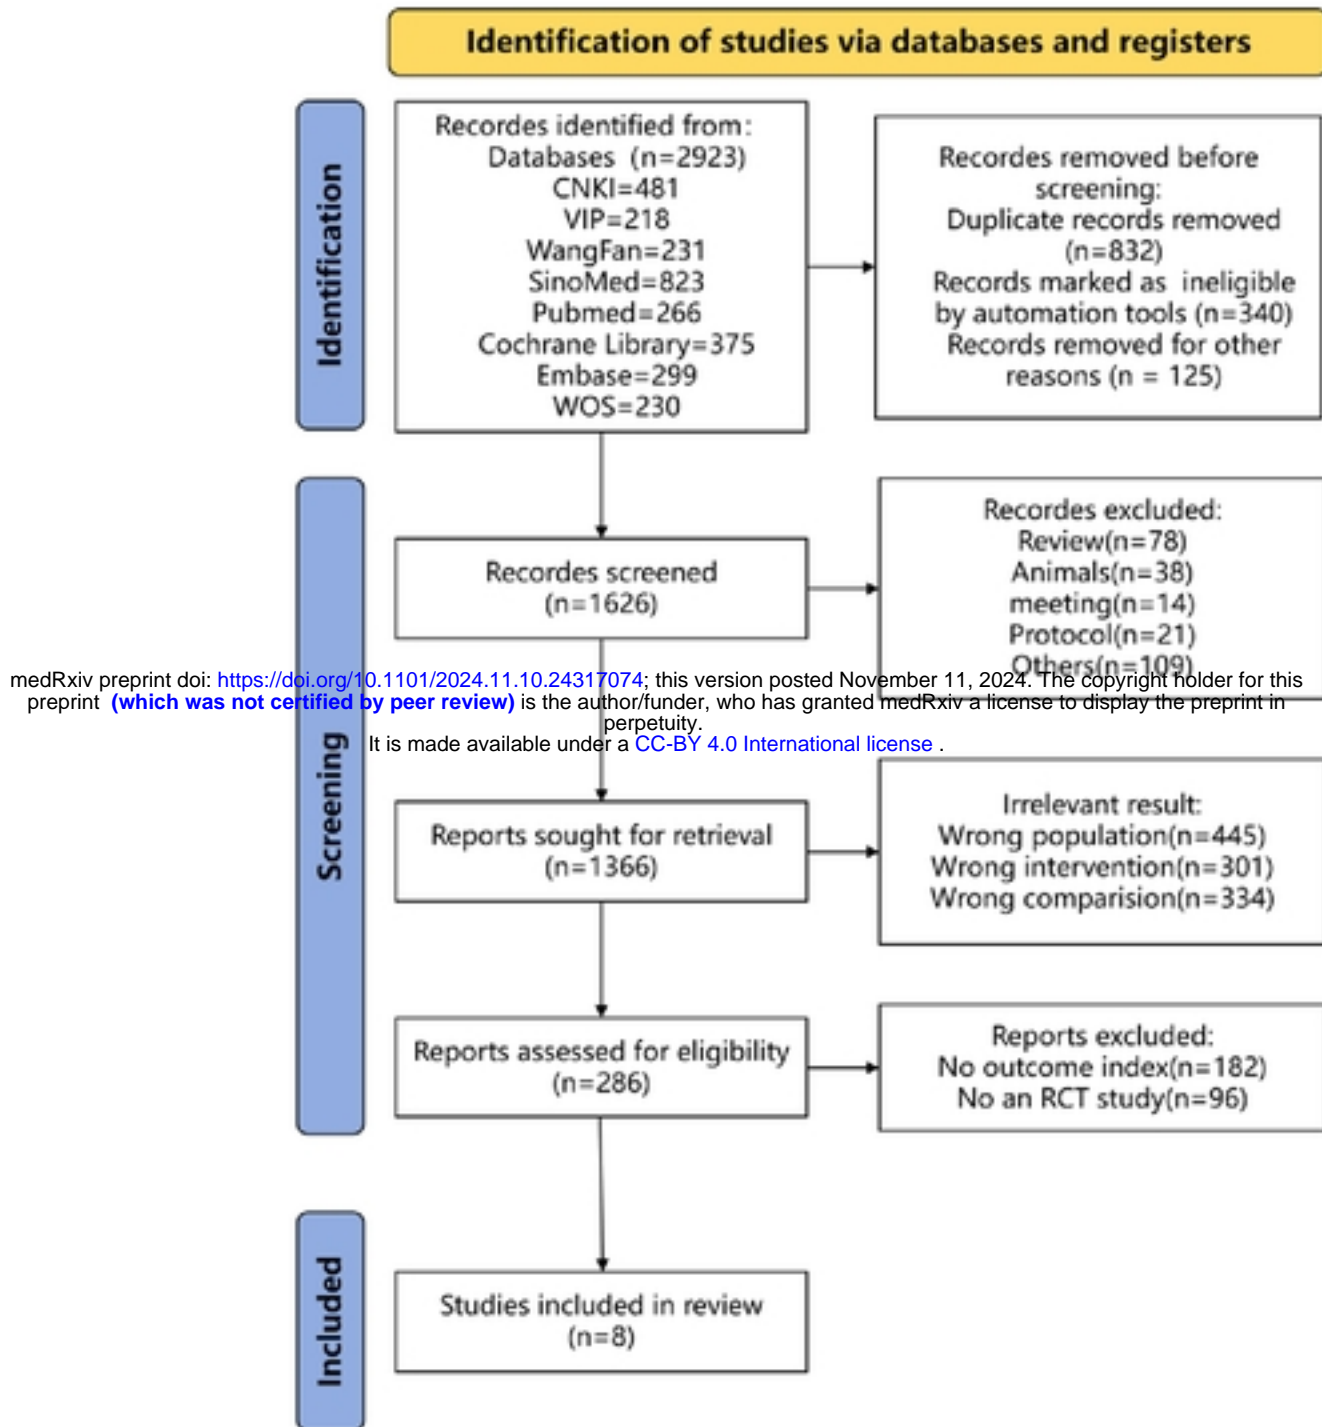 Identification of studies via databases and registers
Identification
Recordes identified from:
Databases (n=2923)
CNKI=481
VIP=218
WangFan=231
SinoMed=823
Pubmed=266
Cochrane Library=375
Embase=299
WOS=230
Recordes removed before
screening:
Duplicate records removed
(n=832)
Records marked as ineligible
by automation tools (n=340)
Records removed for other
reasons (n = 125)
Screening
Recordes screened
(n=1626)
Recordes excluded:
Review(n=78)
Animals(n=38)
meeting(n=14)
Protocol(n=21)
Others(n=109)
medRxiv preprint doi: https://doi.org/10.1101/2024.11.10.24317074; this version posted November 11, 2024. The copyright holder for this
preprint (which was not certified by peer review) is the author/funder, who has granted medRxiv a license to display the preprint in
perpetuity.
It is made available under a CC-BY 4.0 International license .
Reports sought for retrieval
(n=1366)
Irrelevant result:
Wrong population(n=445)
Wrong intervention(n=301)
Wrong comparision(n=334)
Reports assessed for eligibility
(n=286)
Reports excluded:
No outcome index(n=182)
No an RCT study(n=96)
Included
Studies included in review
(n=8)